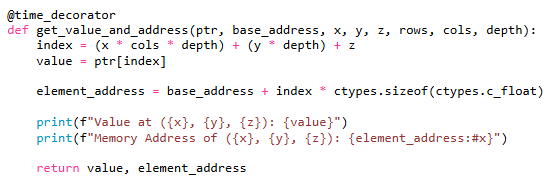 @time_decorator
def get_value_and_address(ptr, base_address, x, y, z, rows, cols, depth):
    index = (x * cols * depth) + (y * depth) + z
    value = ptr[index]
    element_address = base_address + index * ctypes.sizeof(ctypes.c_float)
    print(f"Value at ({x}, {y}, {z}): {value}")
    print(f"Memory Address of ({x}, {y}, {z}): {element_address:#x}")
    return value, element_address